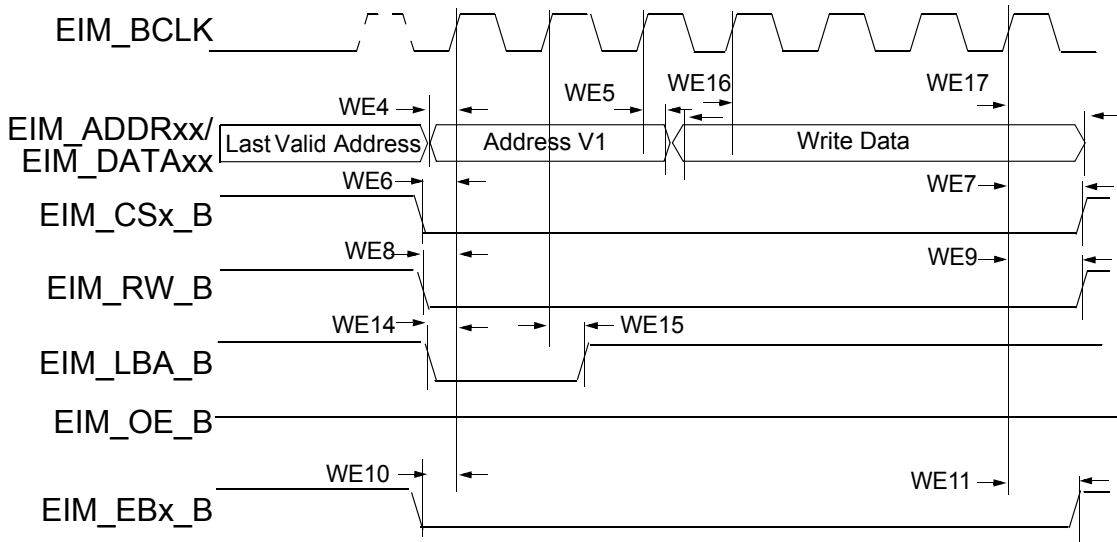 EIM_BCLK
WE4
WE5
WE16
WE17
EIM_ADDRxx/
EIM_DATAxx
Last Valid Address
Address V1
Write Data
WE6
WE7
EIM_CSx_B
WE8
WE9
EIM_RW_B
WE14
WE15
EIM_LBA_B
EIM_OE_B
WE10
WE11
EIM_EBx_B